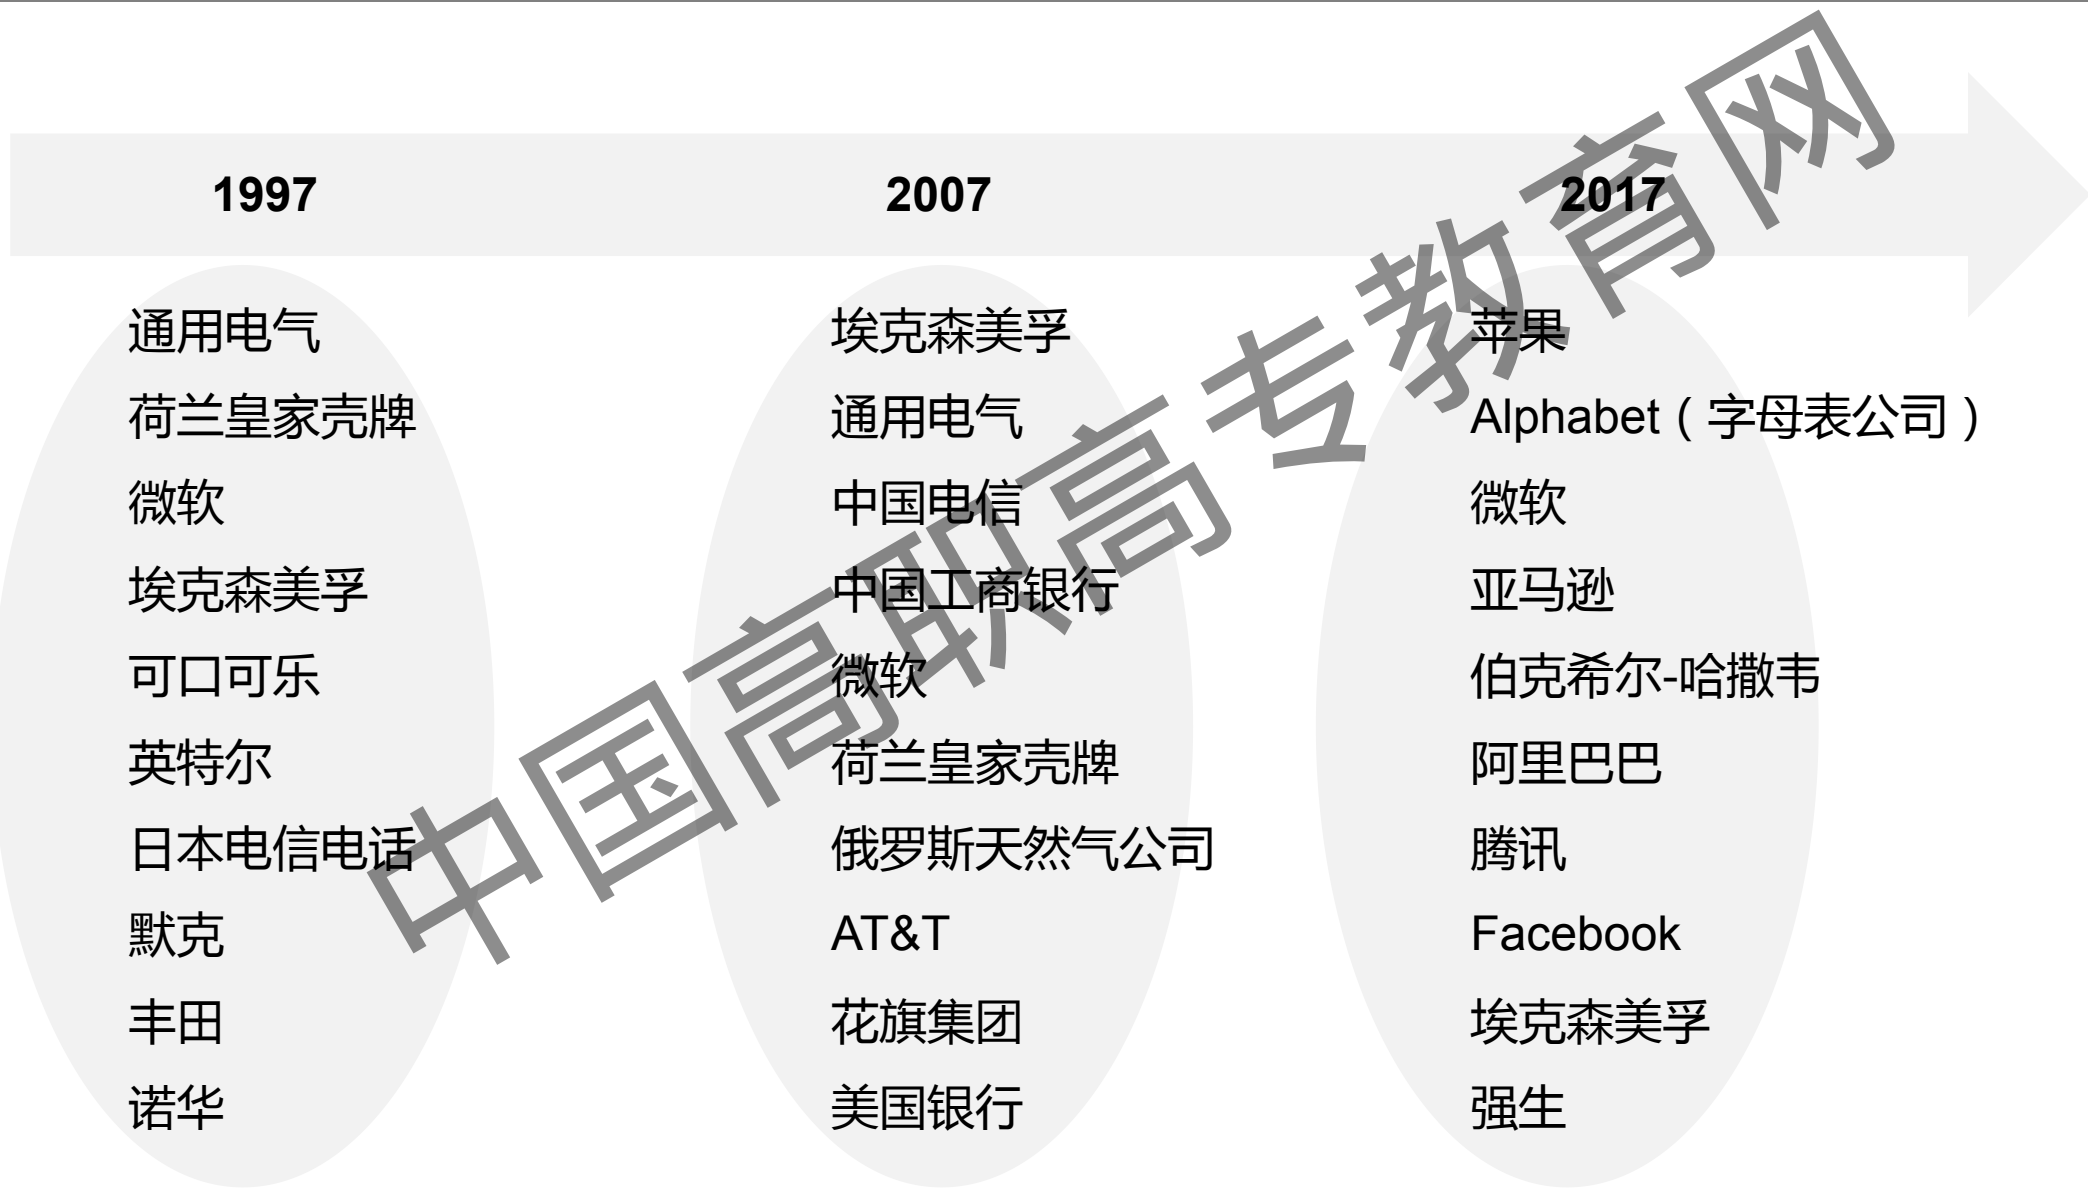 1997
2007
2017
通用电气
荷兰皇家壳牌
微软
埃克森美孚
可口可乐
英特尔
日本电信电话
默克
丰田
诺华
埃克森美孚
通用电气
中国电信
中国工商银行
微软
荷兰皇家壳牌
俄罗斯天然气公司
AT&T
花旗集团
美国银行
苹果
Alphabet（字母表公司）
微软
亚马逊
伯克希尔-哈撒韦
阿里巴巴
腾讯
Facebook
埃克森美孚
强生
中国高职高专教育网